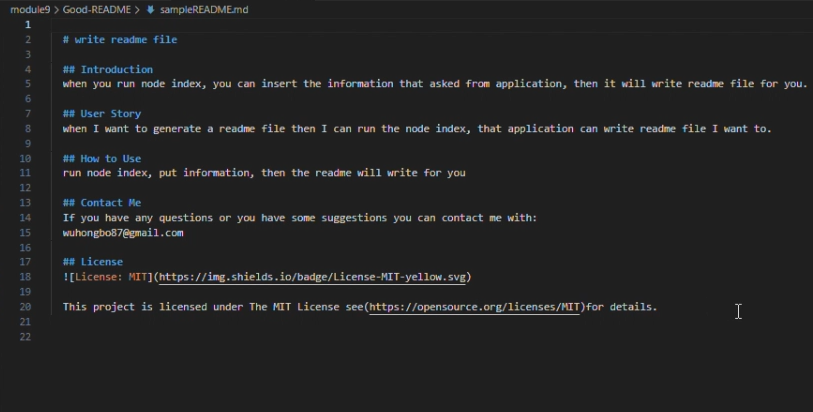 module9 > Good-README > sampleREADME.md
1
2 # write readme file
3
4 ## Introduction
5 when you run node index, you can insert the information that asked from application, then it will write readme file for you.
6
7 ## User Story
8 when I want to generate a readme file then I can run the node index, that application can write readme file I want to.
9
10 ## How to Use
11 run node index, put information, then the readme will write for you
12
13 ## Contact Me
14 If you have any questions or you have some suggestions you can contact me with:
15 wuhongbo87@gmail.com
16
17 ## License
18 ![License: MIT](https://img.shields.io/badge/License-MIT-yellow.svg)
19
20 This project is licensed under The MIT License see(https://opensource.org/licenses/MIT)for details.
21
22